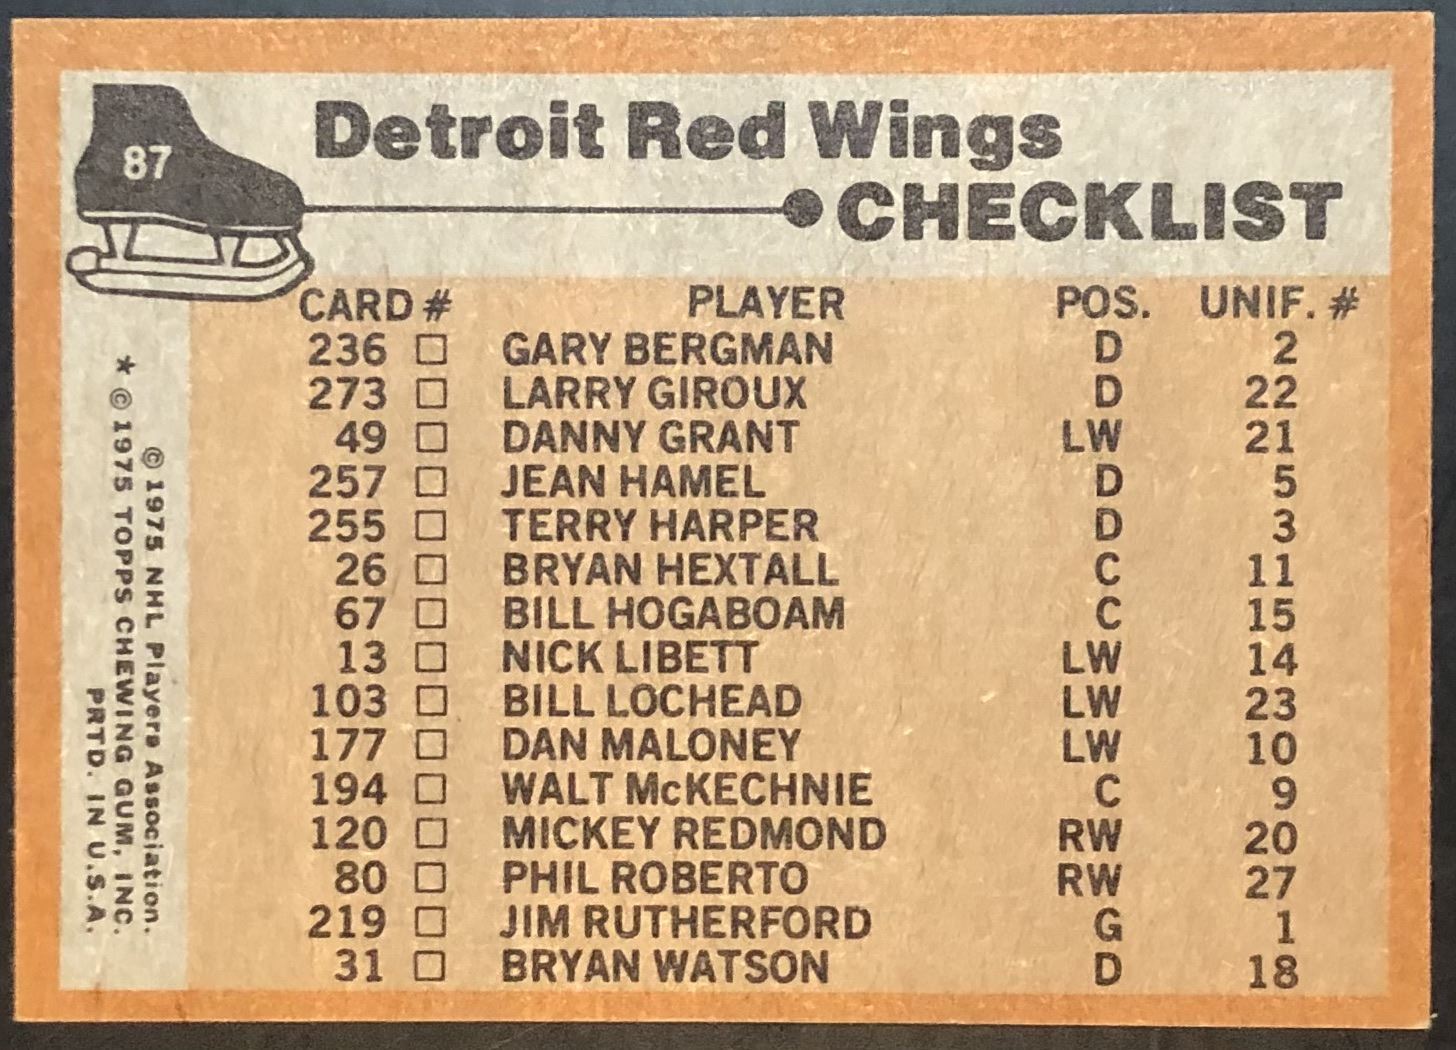 87
Detroit Red Wings
CHECKLIST
CARD # PLAYER POS. UNIF. #
236 □ GARY BERGMAN D 2
273 □ LARRY GIROUX D 22
49 □ DANNY GRANT LW 21
257 □ JEAN HAMEL D 5
255 □ TERRY HARPER D 3
26 □ BRYAN HEXTALL C 11
67 □ BILL HOGABOAM C 15
13 □ NICK LIBETT LW 14
103 □ BILL LOCHEAD LW 23
177 □ DAN MALONEY LW 10
194 □ WALT McKECHNIE C 9
120 □ MICKEY REDMOND RW 20
80 □ PHIL ROBERTO RW 27
219 □ JIM RUTHERFORD G 1
31 □ BRYAN WATSON D 18
© 1975 NHL Players Association.
* © 1975 TOPPS CHEWING GUM, INC.
PRTD. IN U.S.A.